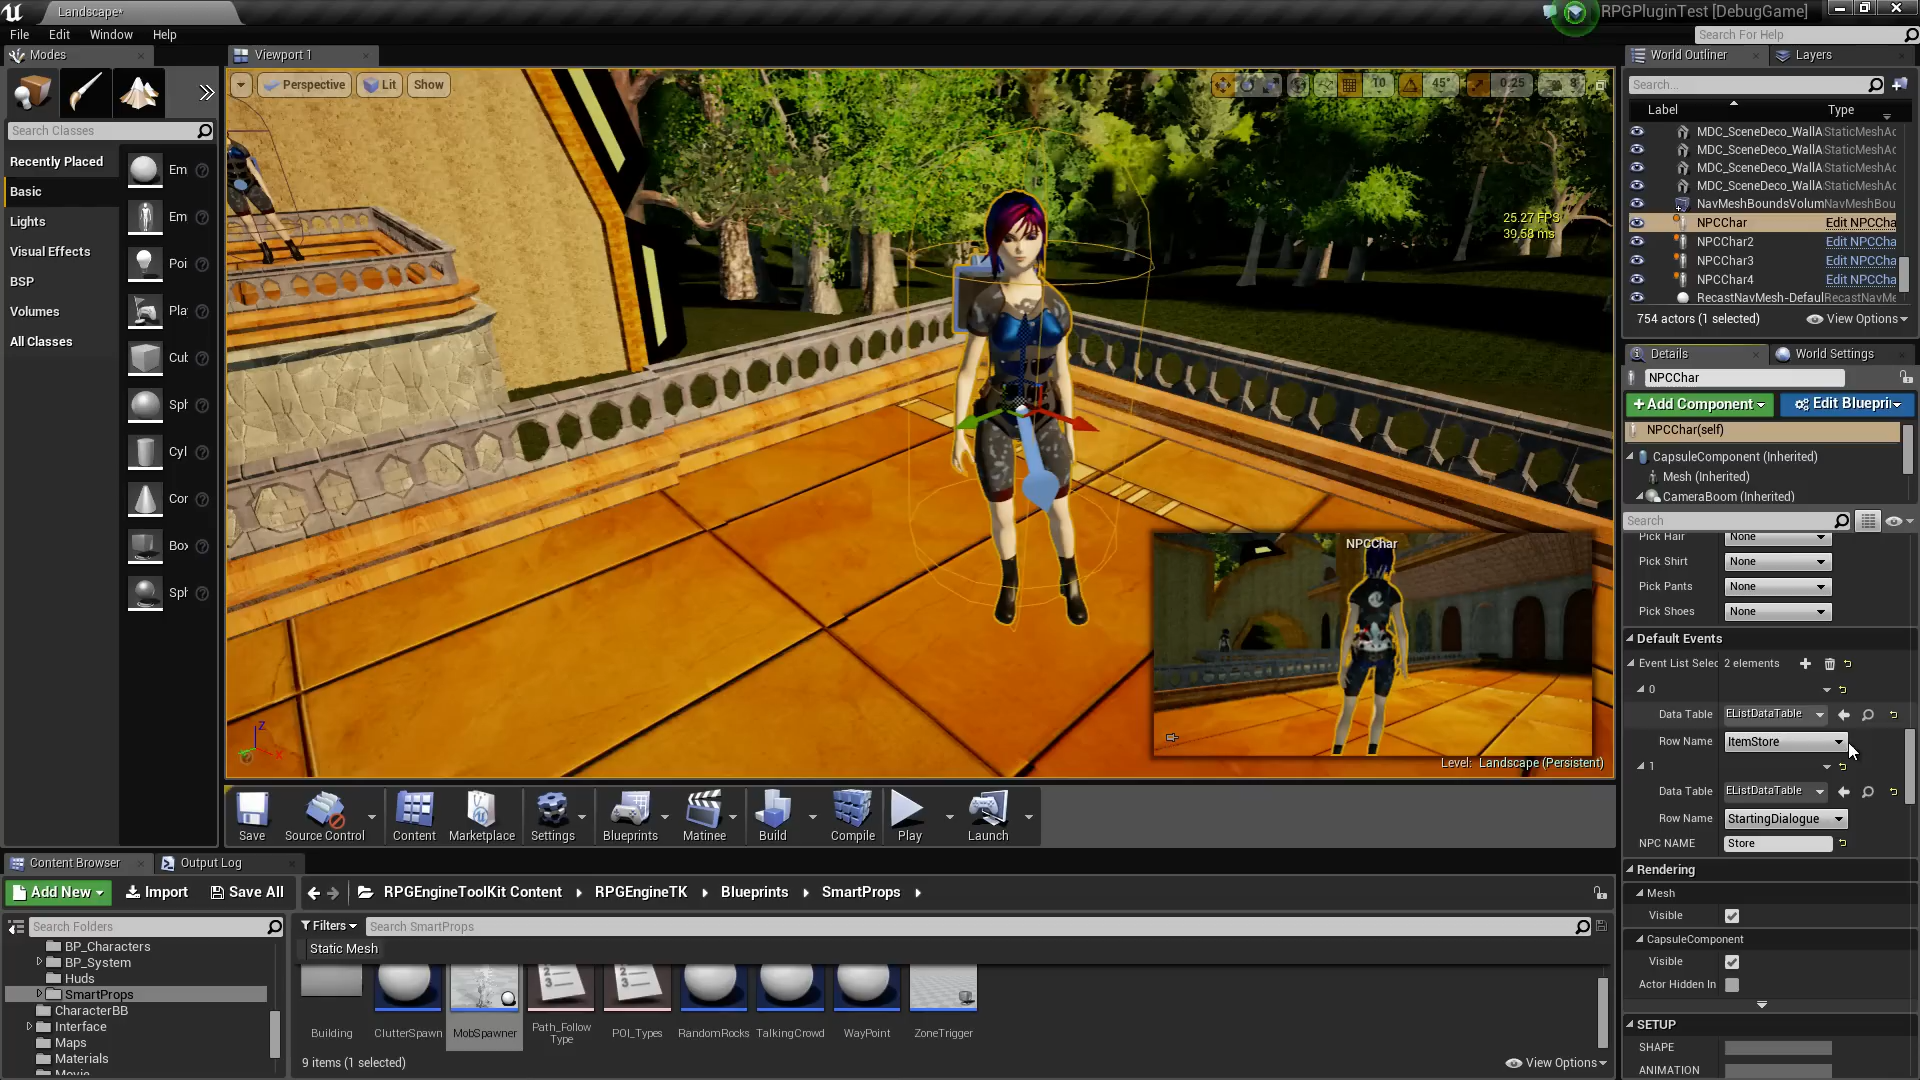 Landscape*
RPGPluginTest [DebugGame]
File Edit Window Help
Search For Help
Modes
Viewport 1
World Outliner
Layers
Perspective
Lit
Show
10
45°
0.25
8
Search...
Label
Type
Search Classes
Recently Placed
Basic
Lights
Visual Effects
BSP
Volumes
All Classes
Em
Em
Poi
Pla
Cub
Sph
Cyl
Cor
Box
Sph
25.27 FPS
39.58 ms
MDC_SceneDeco_WallA StaticMeshAc
MDC_SceneDeco_WallA StaticMeshAc
MDC_SceneDeco_WallA StaticMeshAc
MDC_SceneDeco_WallA StaticMeshAc
NavMeshBoundsVolum NavMeshBou
NPCChar Edit NPCCha
NPCChar2 Edit NPCCha
NPCChar3 Edit NPCCha
NPCChar4 Edit NPCCha
RecastNavMesh-Defaul RecastNavMe
754 actors (1 selected)
View Options
Details
World Settings
NPCChar
+Add Component
Edit Bluepri
NPCChar(self)
CapsuleComponent (Inherited)
Mesh (Inherited)
CameraBoom (Inherited)
Search
Pick Hair None
Pick Shirt None
Pick Pants None
Pick Shoes None
Default Events
Event List Selec 2 elements
0
Data Table EListDataTable
Row Name ItemStore
1
Data Table EListDataTable
Row Name StartingDialogue
NPC NAME Store
Rendering
Mesh
Visible
CapsuleComponent
Visible
Actor Hidden In
SETUP
SHAPE
ANIMATION
NPCChar
Level: Landscape (Persistent)
Z
X
Save
Source Control
Content
Marketplace
Settings
Blueprints
Matinee
Build
Compile
Play
Launch
Content Browser
Output Log
Add New
Import
Save All
RPGEngineToolKit Content
RPGEngineTK
Blueprints
SmartProps
Search Folders
Filters
Search SmartProps
Static Mesh
BP_Characters
BP_System
Huds
SmartProps
CharacterBB
Interface
Maps
Materials
Movie
Building
ClutterSpawn
MobSpawner
Path_Follow
Type
POI_Types
RandomRocks
TalkingCrowd
WayPoint
ZoneTrigger
9 items (1 selected)
View Options